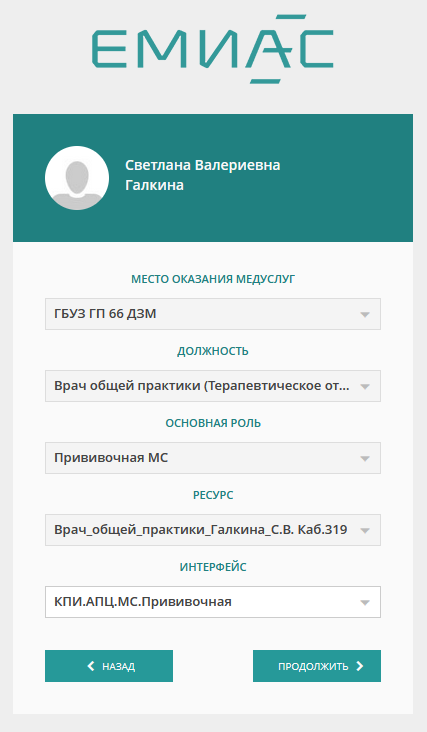 ЕМИАС
Светлана Валериевна
Галкина
МЕСТО ОКАЗАНИЯ МЕДУСЛУГ
ГБУЗ ГП 66 ДЗМ
ДОЛЖНОСТЬ
Врач общей практики (Терапевтическое от...
ОСНОВНАЯ РОЛЬ
Прививочная МС
РЕСУРС
Врач_общей_практики_Галкина_С.В. Каб.319
ИНТЕРФЕЙС
КПИ.АПЦ.МС.Прививочная
НАЗАД
ПРОДОЛЖИТЬ